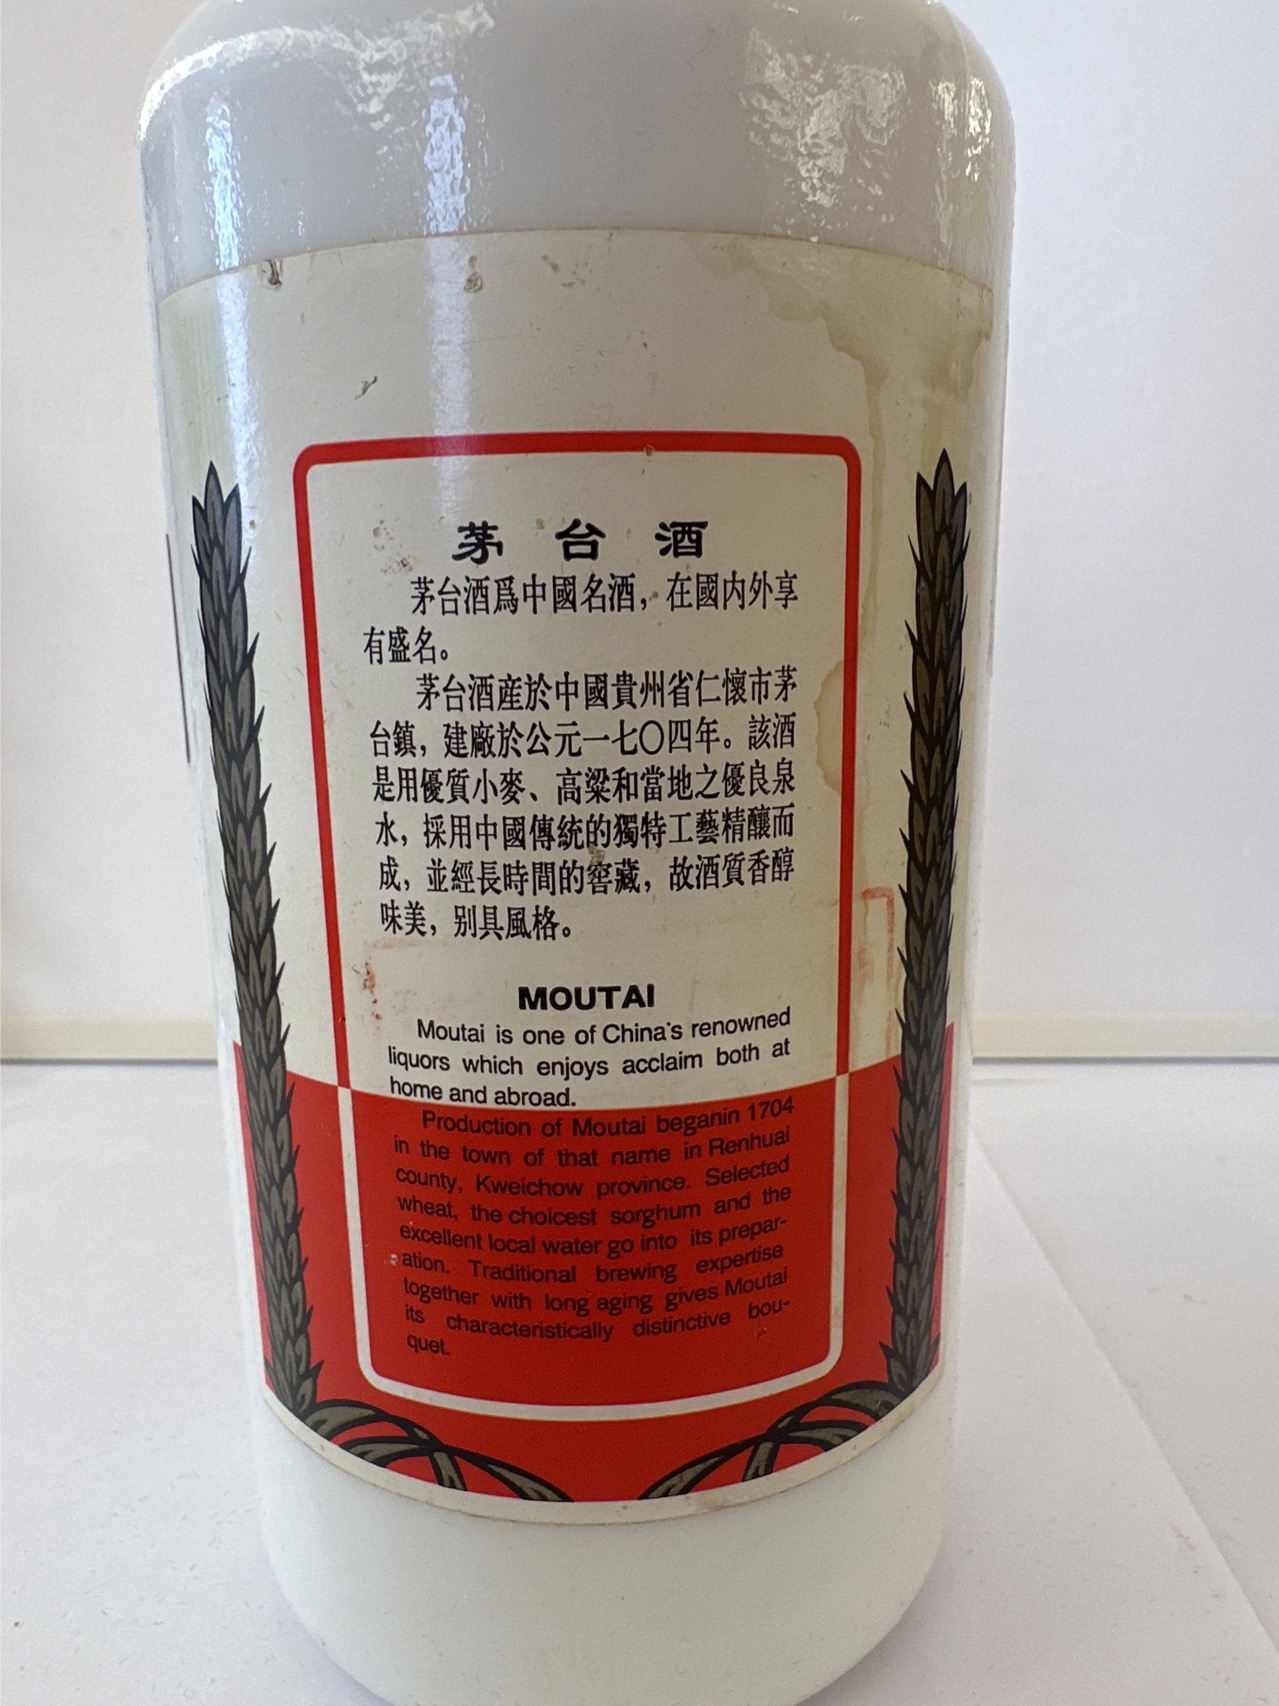 茅台酒
茅台酒爲中國名酒，在國内外享
有盛名。
茅台酒産於中國貴州省仁懷市茅
台鎮，建廠於公元一七〇四年。該酒
是用優質小麥、高粱和當地之優良泉
水，採用中國傳統的獨特工藝精釀而
成，並經長時間的窖藏，故酒質香醇
味美，别具風格。
MOUTAI
Moutai is one of China's renowned
liquors which enjoys acclaim both at
home and abroad.
Production of Moutai beganin 1704
in the town of that name in Renhuai
county, Kweichow province. Selected
wheat, the choicest sorghum and the
excellent local water go into its prepar-
ation. Traditional brewing expertise
together with long aging gives Moutai
its characteristically distinctive bou-
quet.